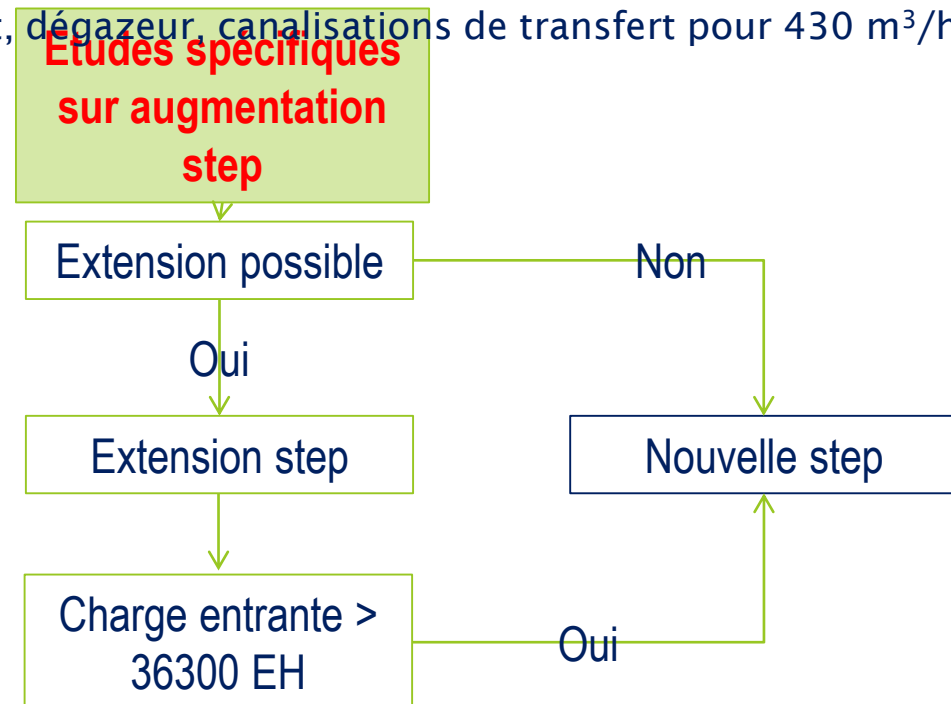 dégazeur, canalisations de transfert pour 430 m³/h
Etudes spécifiques
sur augmentation
step
Extension possible
Non
Oui
Extension step
Nouvelle step
Charge entrante >
36300 EH
Oui